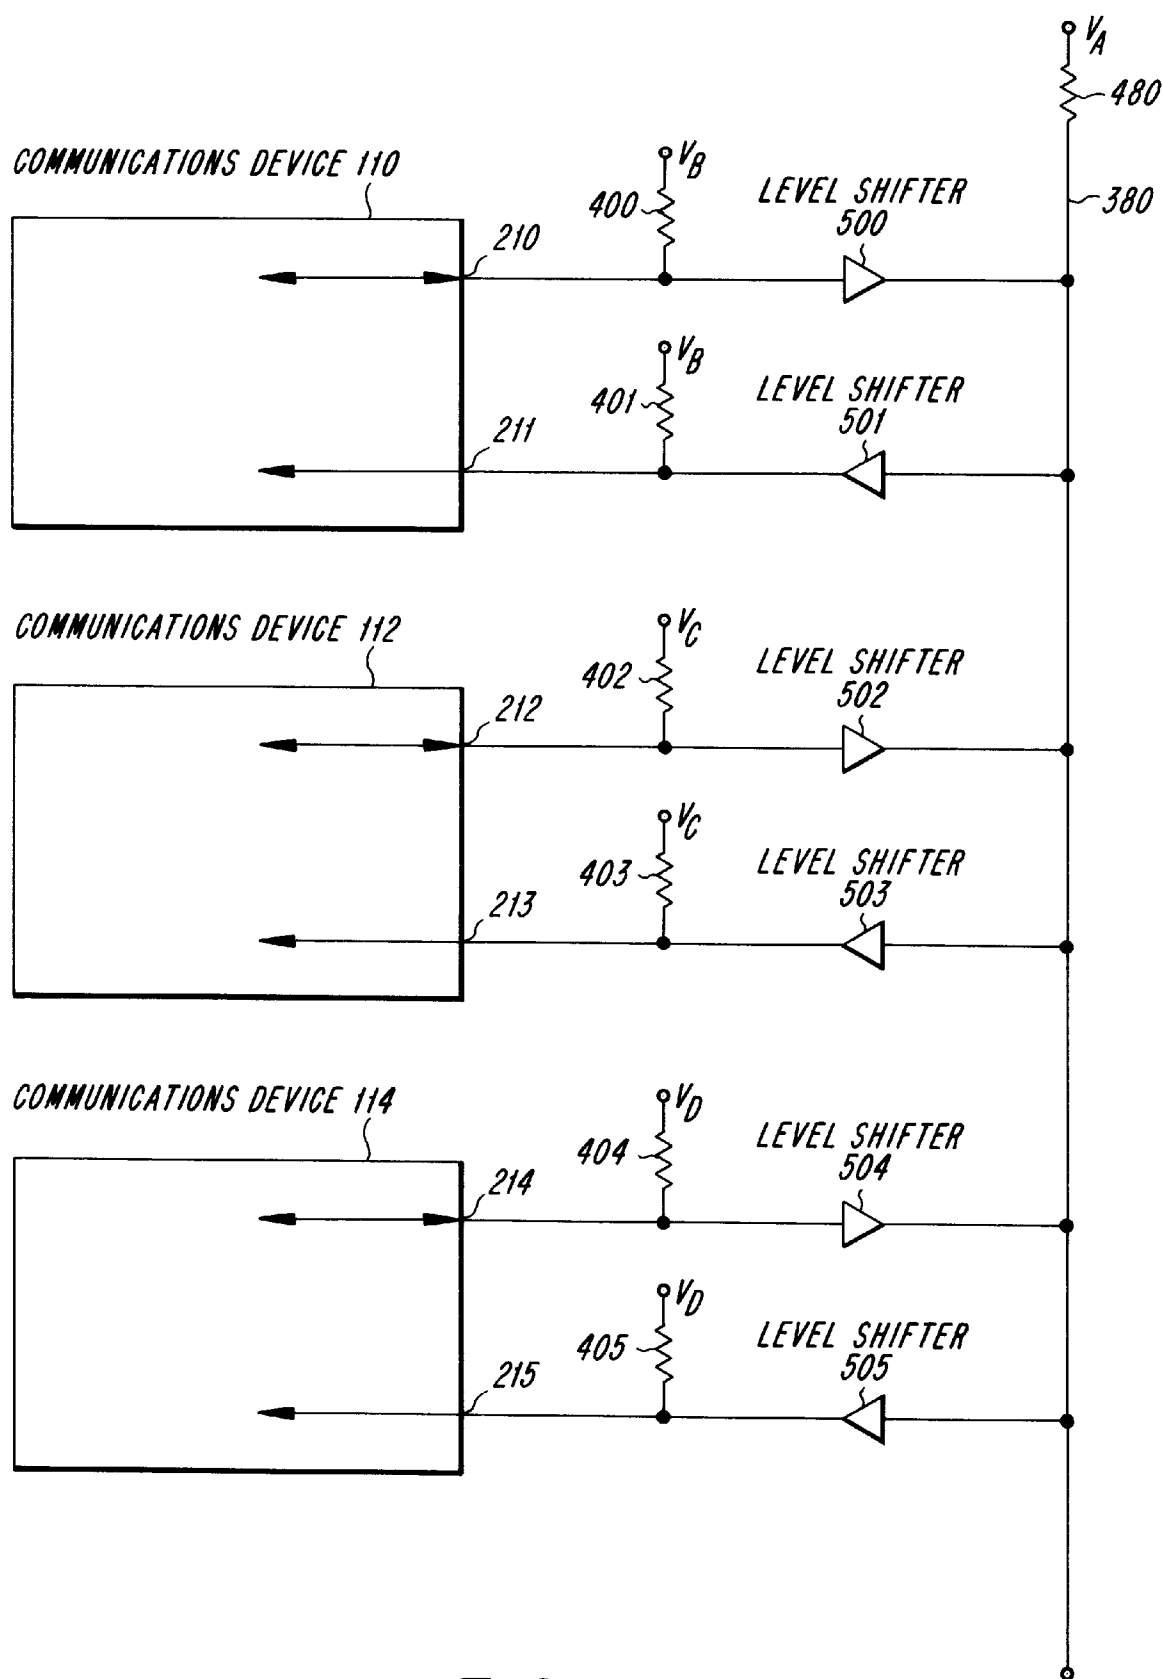 V_A
480
380
COMMUNICATIONS DEVICE 110
210
V_B
400
LEVEL SHIFTER
500
211
V_B
401
LEVEL SHIFTER
501
COMMUNICATIONS DEVICE 112
212
V_C
402
LEVEL SHIFTER
502
213
V_C
403
LEVEL SHIFTER
503
COMMUNICATIONS DEVICE 114
214
V_D
404
LEVEL SHIFTER
504
215
V_D
405
LEVEL SHIFTER
505